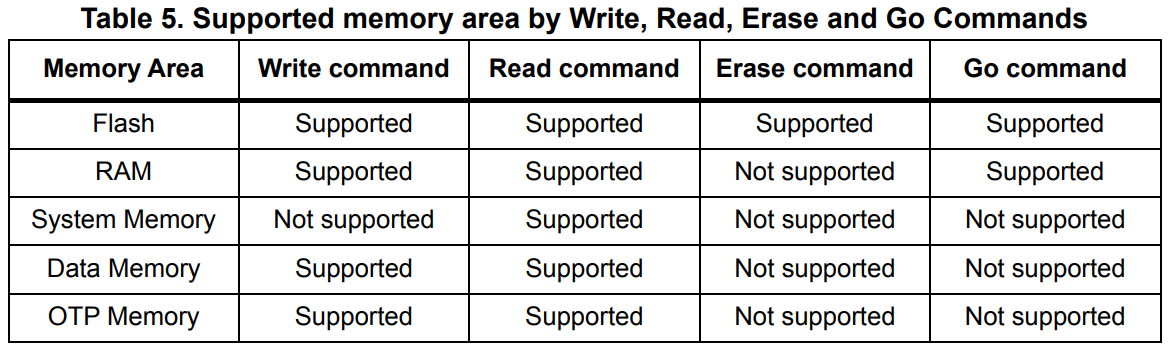 Table 5. Supported memory area by Write, Read, Erase and Go Commands
Memory Area Write command Read command Erase command Go command
Flash Supported Supported Supported Supported
RAM Supported Supported Not supported Supported
System Memory Not supported Supported Not supported Not supported
Data Memory Supported Supported Not supported Not supported
OTP Memory Supported Supported Not supported Not supported